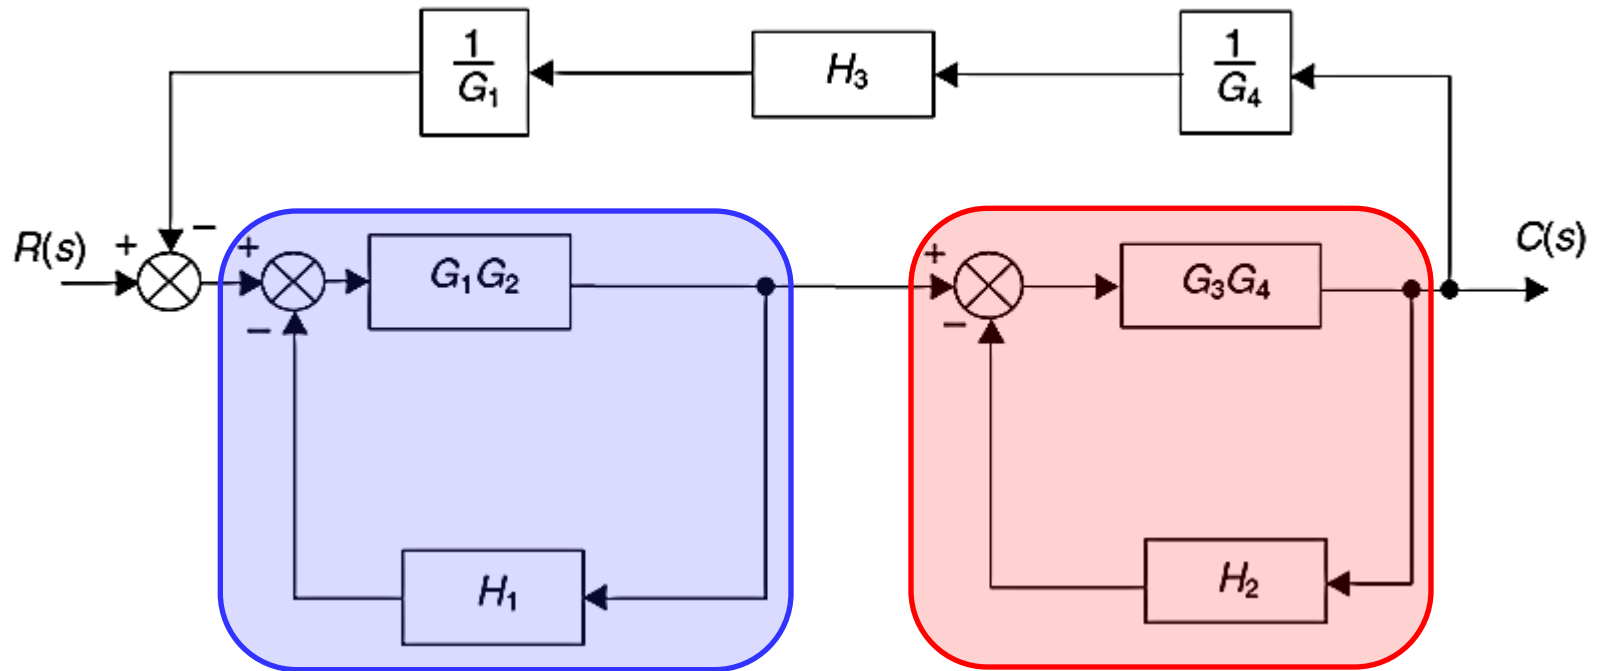 1/G₁
H₃
1/G₄
R(s)
+
−
+
−
G₁G₂
+
−
G₃G₄
C(s)
H₁
H₂